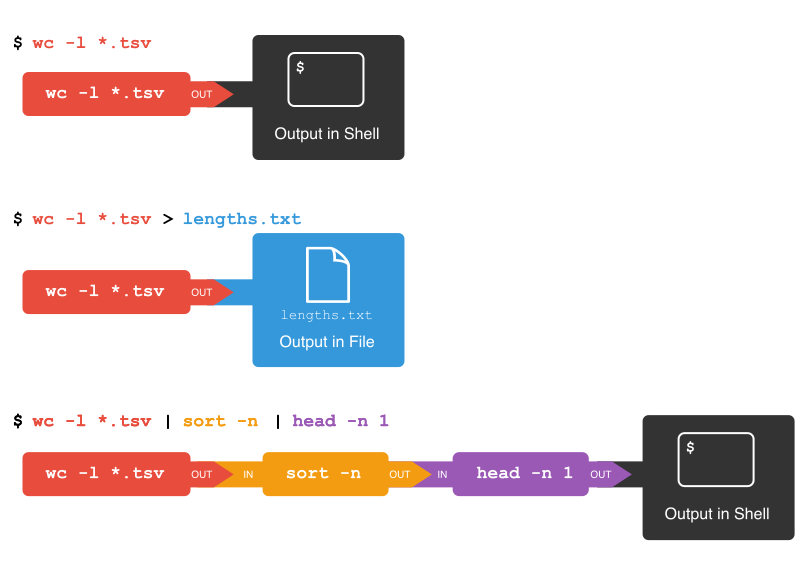 $ wc -l *.tsv
wc -l *.tsv OUT
$
Output in Shell
$ wc -l *.tsv > lengths.txt
wc -l *.tsv OUT
lengths.txt
Output in File
$ wc -l *.tsv | sort -n | head -n 1
wc -l *.tsv OUT IN sort -n OUT IN head -n 1 OUT
$
Output in Shell